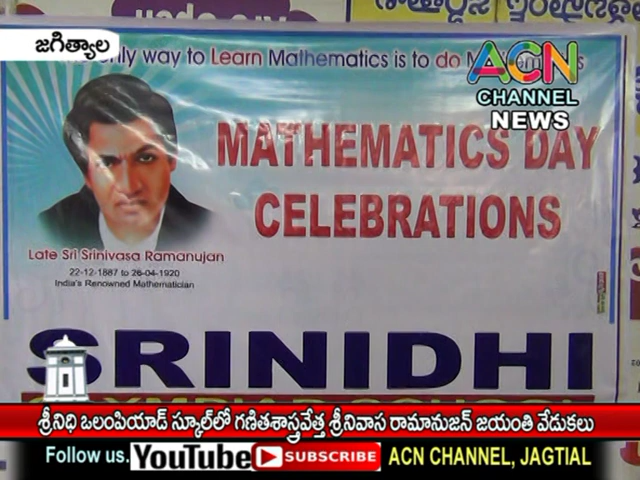 జగిత్యాల
only way to Learn Mathematics is to do
ACN
CHANNEL
NEWS
MATHEMATICS DAY
CELEBRATIONS
Late Sri Srinivasa Ramanujan
22-12-1887 to 26-04-1920
India's Renowned Mathematician
SRINIDHI
శ్రీనిధి ఒలంపియాడ్ స్కూల్‌లో గణితశాస్త్రవేత్త శ్రీనివాస రామానుజన్ జయంతి వేడుకలు
Follow us. YouTube SUBSCRIBE ACN CHANNEL, JAGTIAL